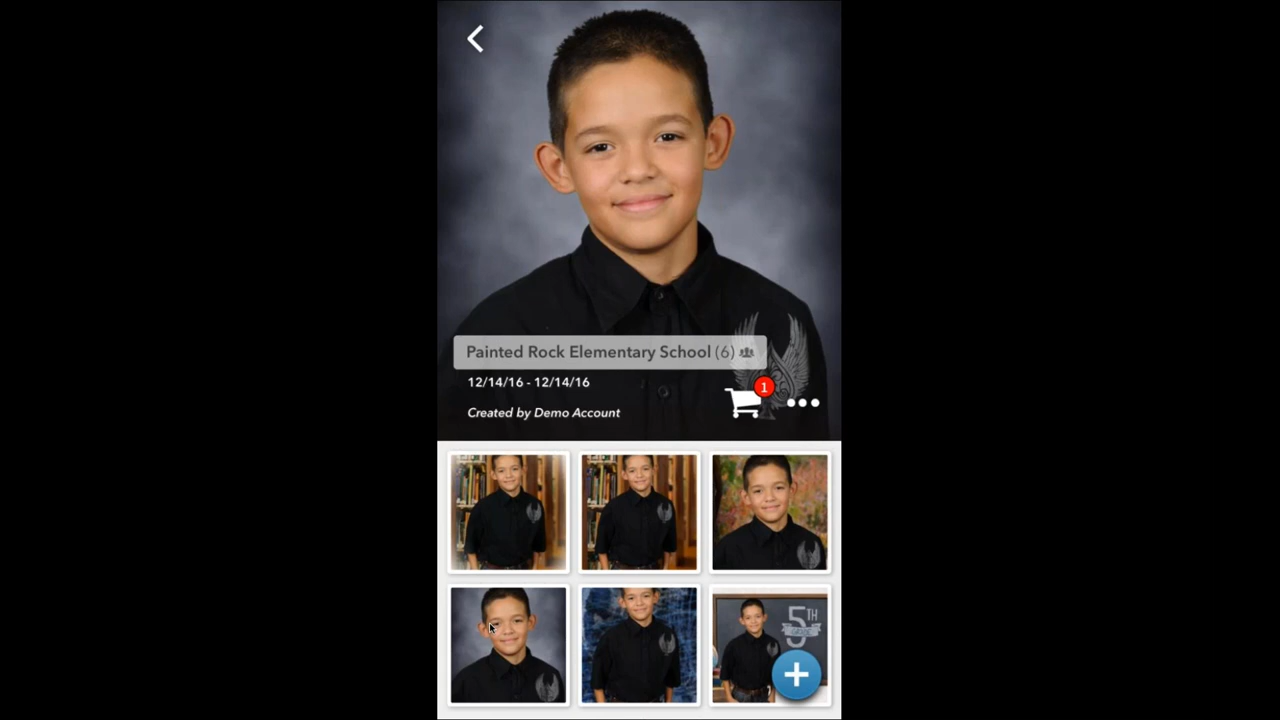 Painted Rock Elementary School (6)
12/14/16 - 12/14/16
1
Created by Demo Account
5TH